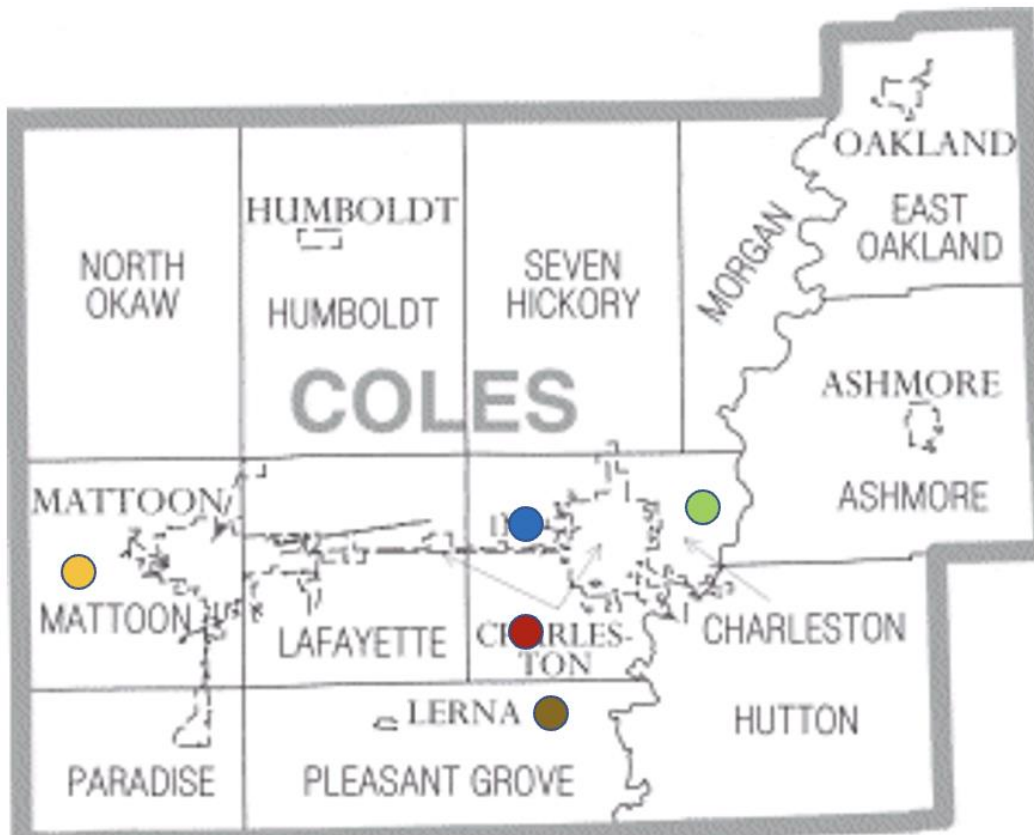 OAKLAND
EAST
OAKLAND
HUMBOLDT
NORTH
OKAW
SEVEN
HICKORY
MORGAN
HUMBOLDT
COLES
ASHMORE
MATTOON
ASHMORE
MATTOON
LAFAYETTE
CHARLES-
TON
CHARLESTON
LERNA
HUTTON
PARADISE
PLEASANT GROVE